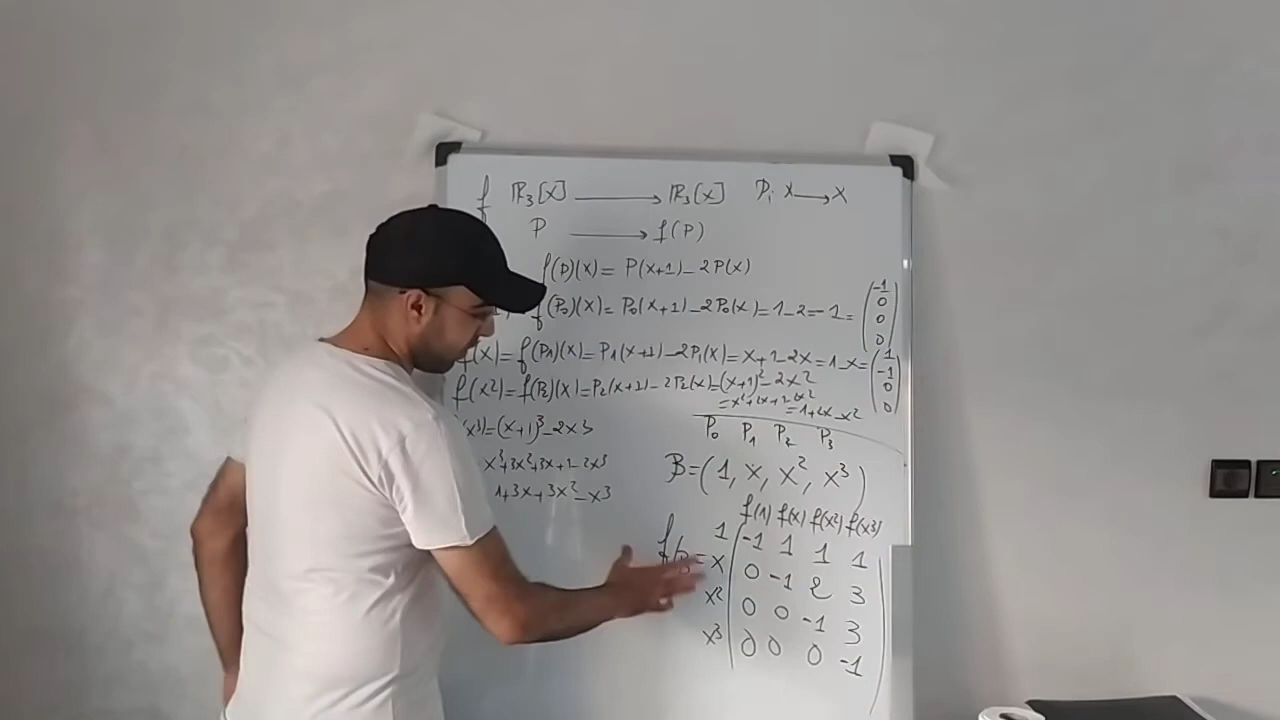 f ℝ₃[X] ⟶ ℝ₃[X] Pᵢ X⟶X
P ⟶ f(P)
f(P)(X)= P(X+1)-2P(X)
f(P₀)(X)= P₀(X+1)-2P₀(X)=1-2=-1= (-1 0 0 0)
f(X)=f(P1)(X)=P₁(X+1)-2P₁(X)=X+1-2X=1-X= (1 -1 0 0)
f(X²)=f(P₂)(X)=P₂(X+1)-2P₂(X)=(X+1)²-2X²
=X²+2X+1-2X²
=1+2X-X²
X³)=(X+1)³-2X³
X³+3X²+3X+1-2X³
1+3X+3X²-X³
P₀ P₁ P₂ P₃
B=(1, X, X², X³)
f(1) f(X) f(X²) f(X³)
1 -1 1 1 1
f/B= X 0 -1 2 3
X² 0 0 -1 3
X³ 0 0 0 -1